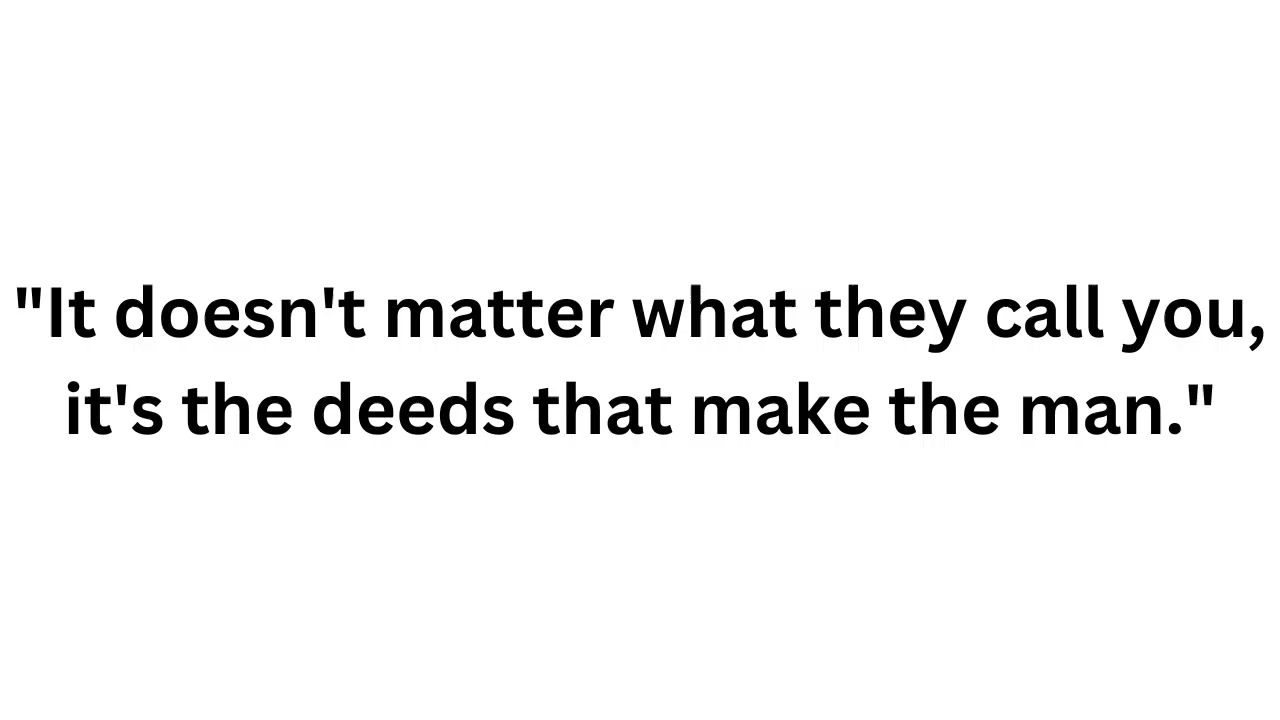 "It doesn't matter what they call you,
it's the deeds that make the man."